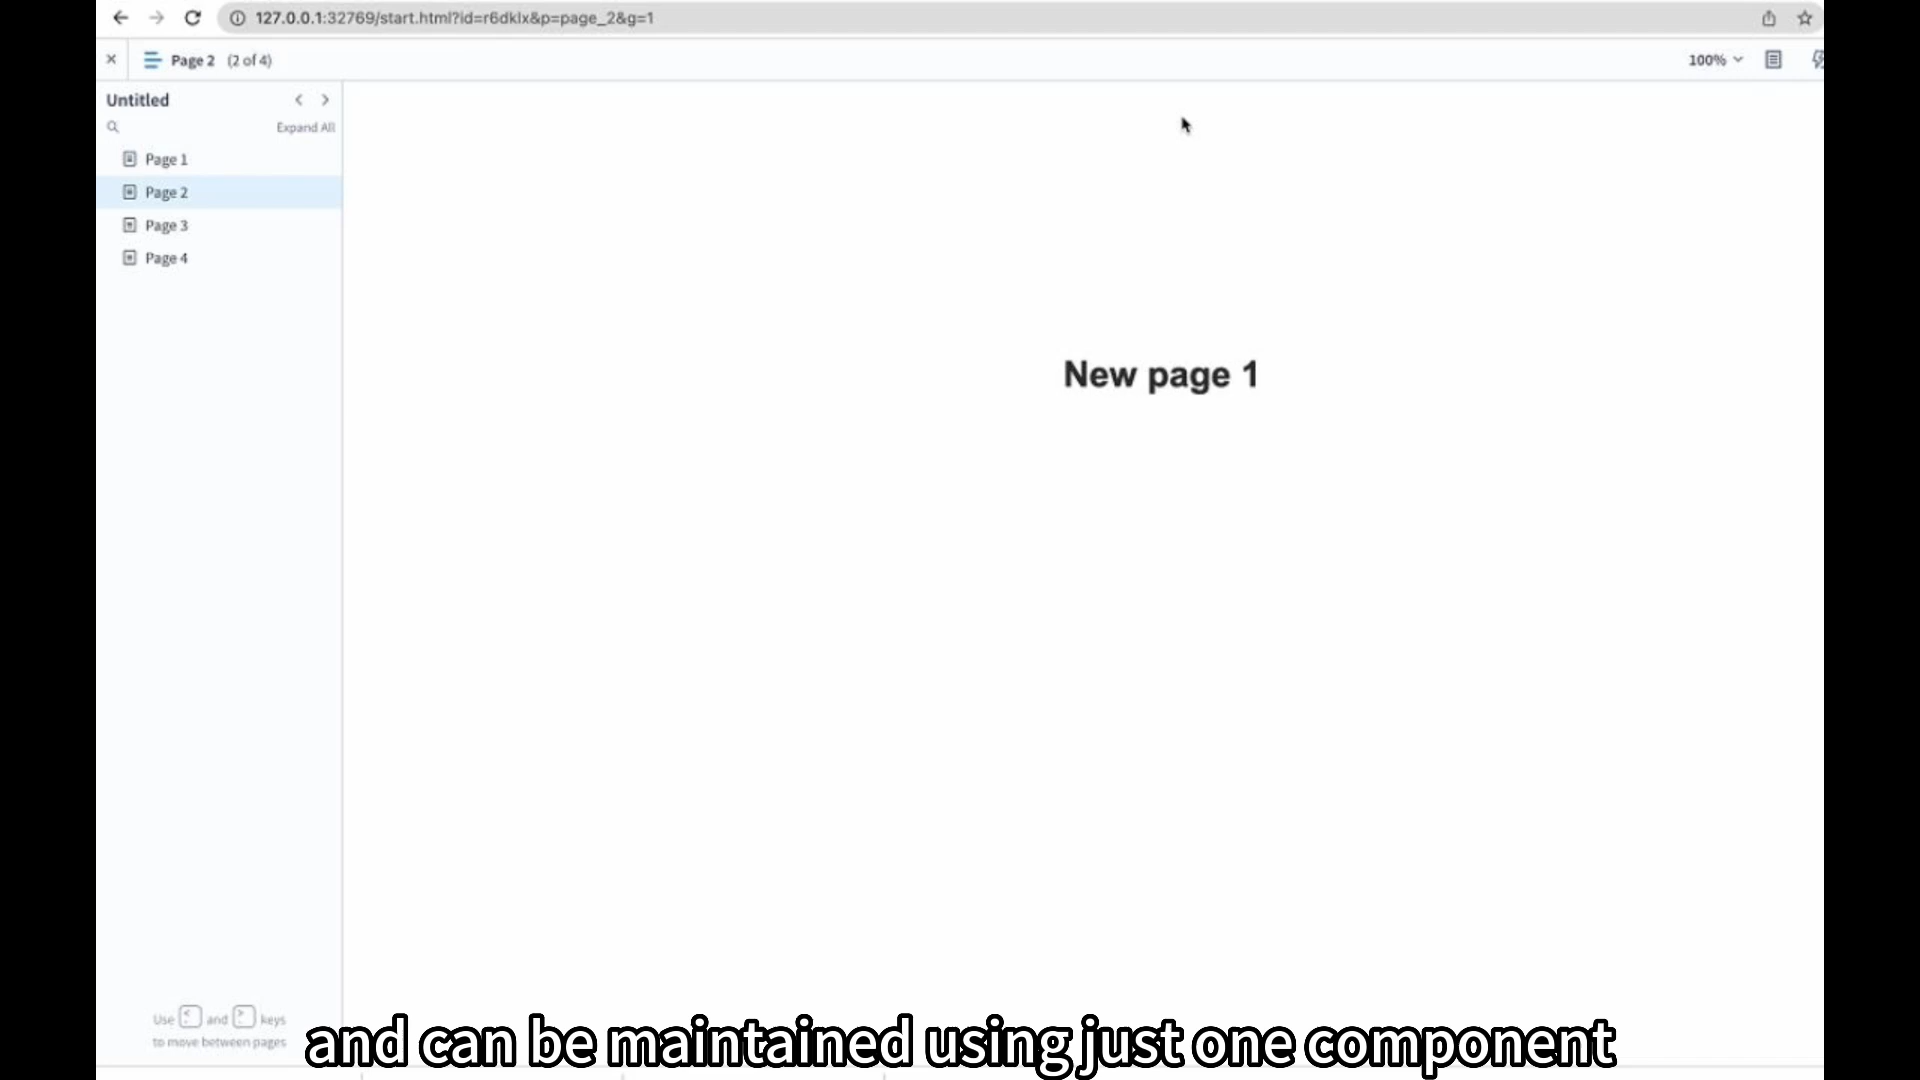 127.0.0.1:32769/start.html?id=r6dklx&p=page_2&g=1
Page 2 (2 of 4)
100%
Untitled
Expand All
Page 1
Page 2
Page 3
Page 4
New page 1
Use < and > keys
to move between pages
and can be maintained using just one component